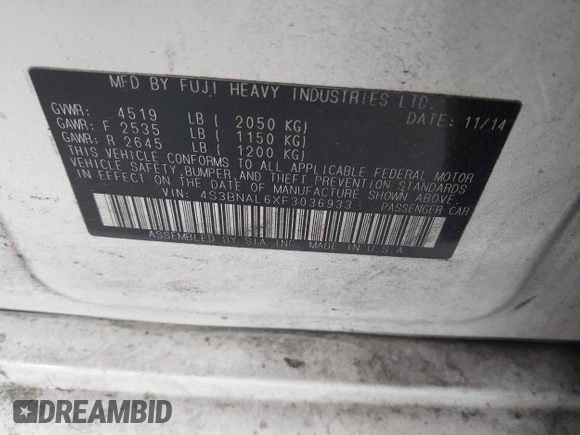 MFD BY FUJI HEAVY INDUSTRIES LTD.
GVWR: 4519 LB ( 2050 KG) DATE: 11/14
GAWR: F 2535 LB ( 1150 KG)
GAWR: R 2645 LB ( 1200 KG)
THIS VEHICLE CONFORMS TO ALL APPLICABLE FEDERAL MOTOR
VEHICLE SAFETY, BUMPER, AND THEFT PREVENTION STANDARDS
IN EFFECT ON THE DATE OF MANUFACTURE SHOWN ABOVE.
VIN: 4S3BNAL6XF3036933 PASSENGER CAR
ASSEMBLED BY SIA INC. MADE IN U.S.A.
DREAMBID